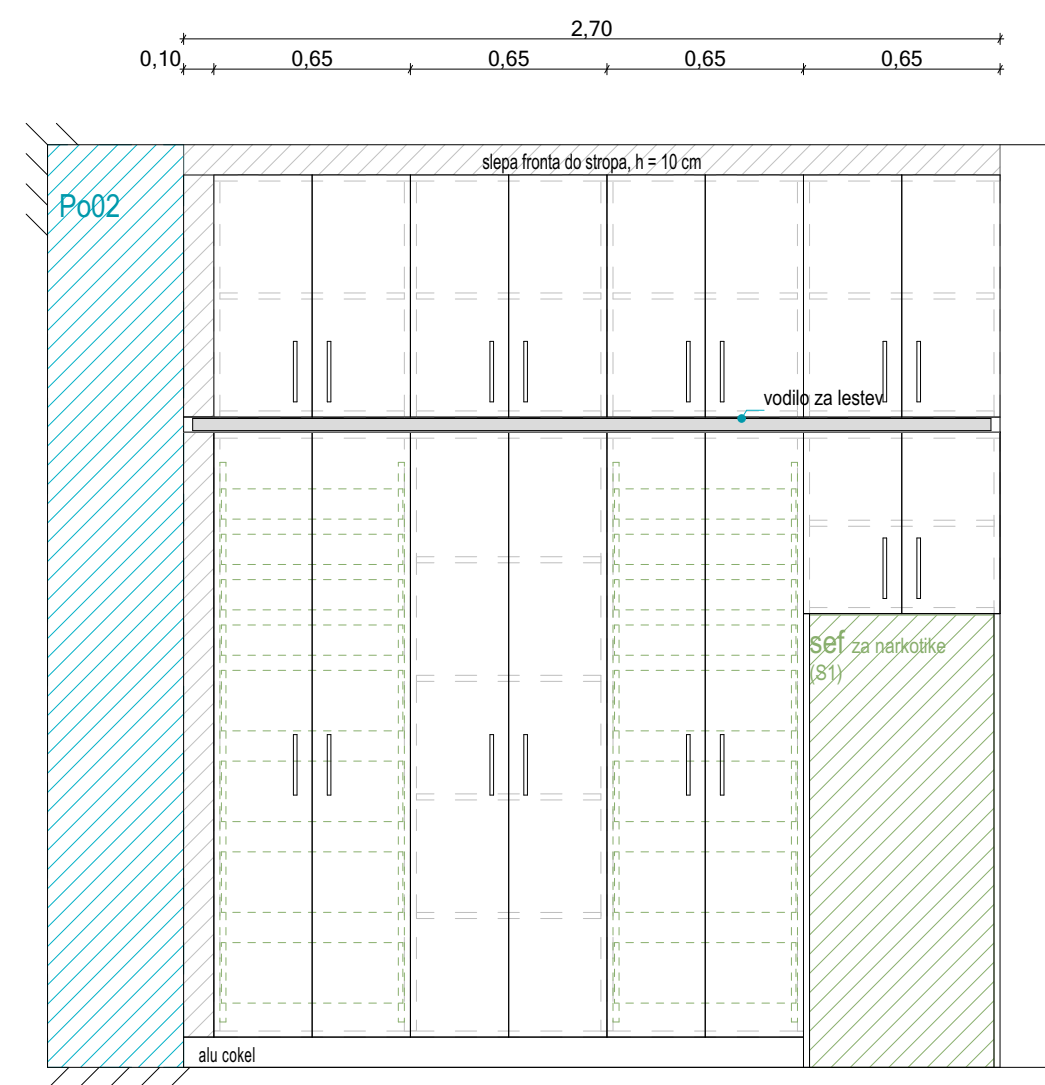 2,70
0,10 0,65 0,65 0,65 0,65
slepa fronta do stropa, h = 10 cm
Po02
vodilo za lestev
sef za narkotike
(S1)
alu cokel